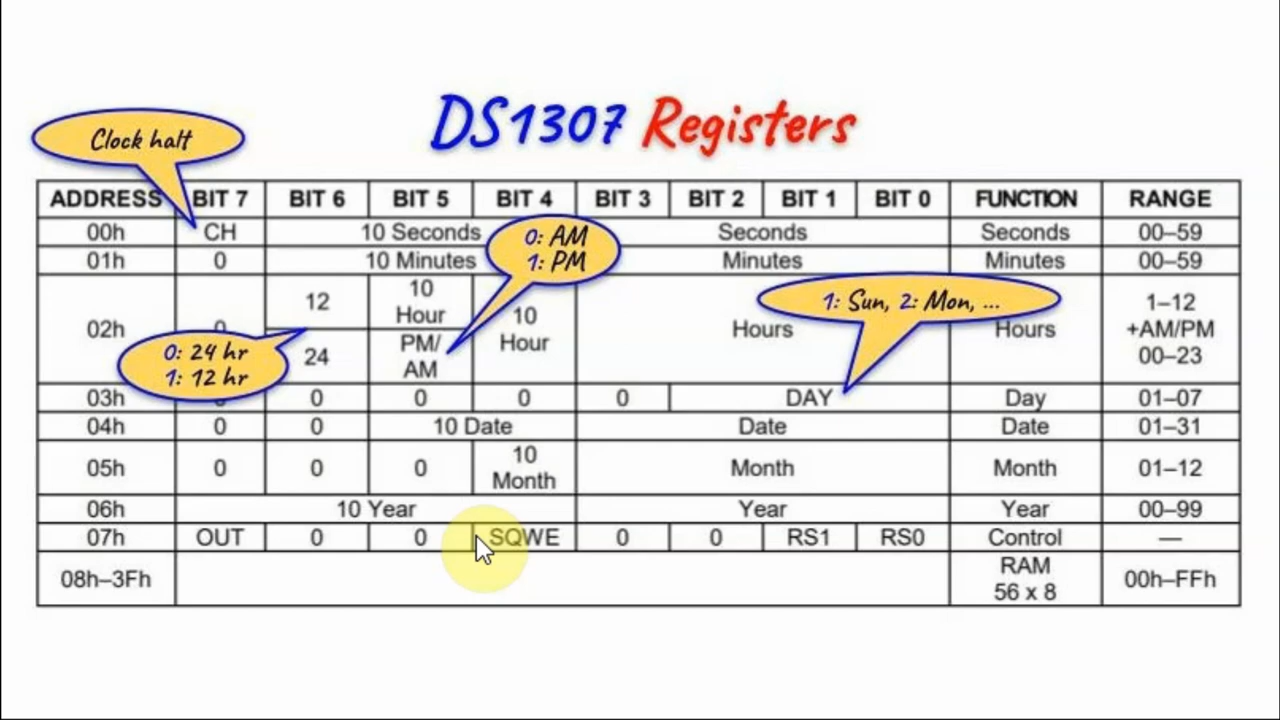 DS1307 Registers
Clock halt
ADDRESS BIT 7 BIT 6 BIT 5 BIT 4 BIT 3 BIT 2 BIT 1 BIT 0 FUNCTION RANGE
00h CH 10 Seconds Seconds Seconds 00–59
0: AM
1: PM
01h 0 10 Minutes Minutes Minutes 00–59
1: Sun, 2: Mon, ...
02h 0 12 10 Hour 10 Hour Hours Hours 1–12 +AM/PM 00–23
24 PM/AM
0: 24 hr
1: 12 hr
03h 0 0 0 0 0 DAY Day 01–07
04h 0 0 10 Date Date Date 01–31
05h 0 0 0 10 Month Month Month 01–12
06h 10 Year Year Year 00–99
07h OUT 0 0 SQWE 0 0 RS1 RS0 Control —
08h–3Fh RAM 56 x 8 00h–FFh